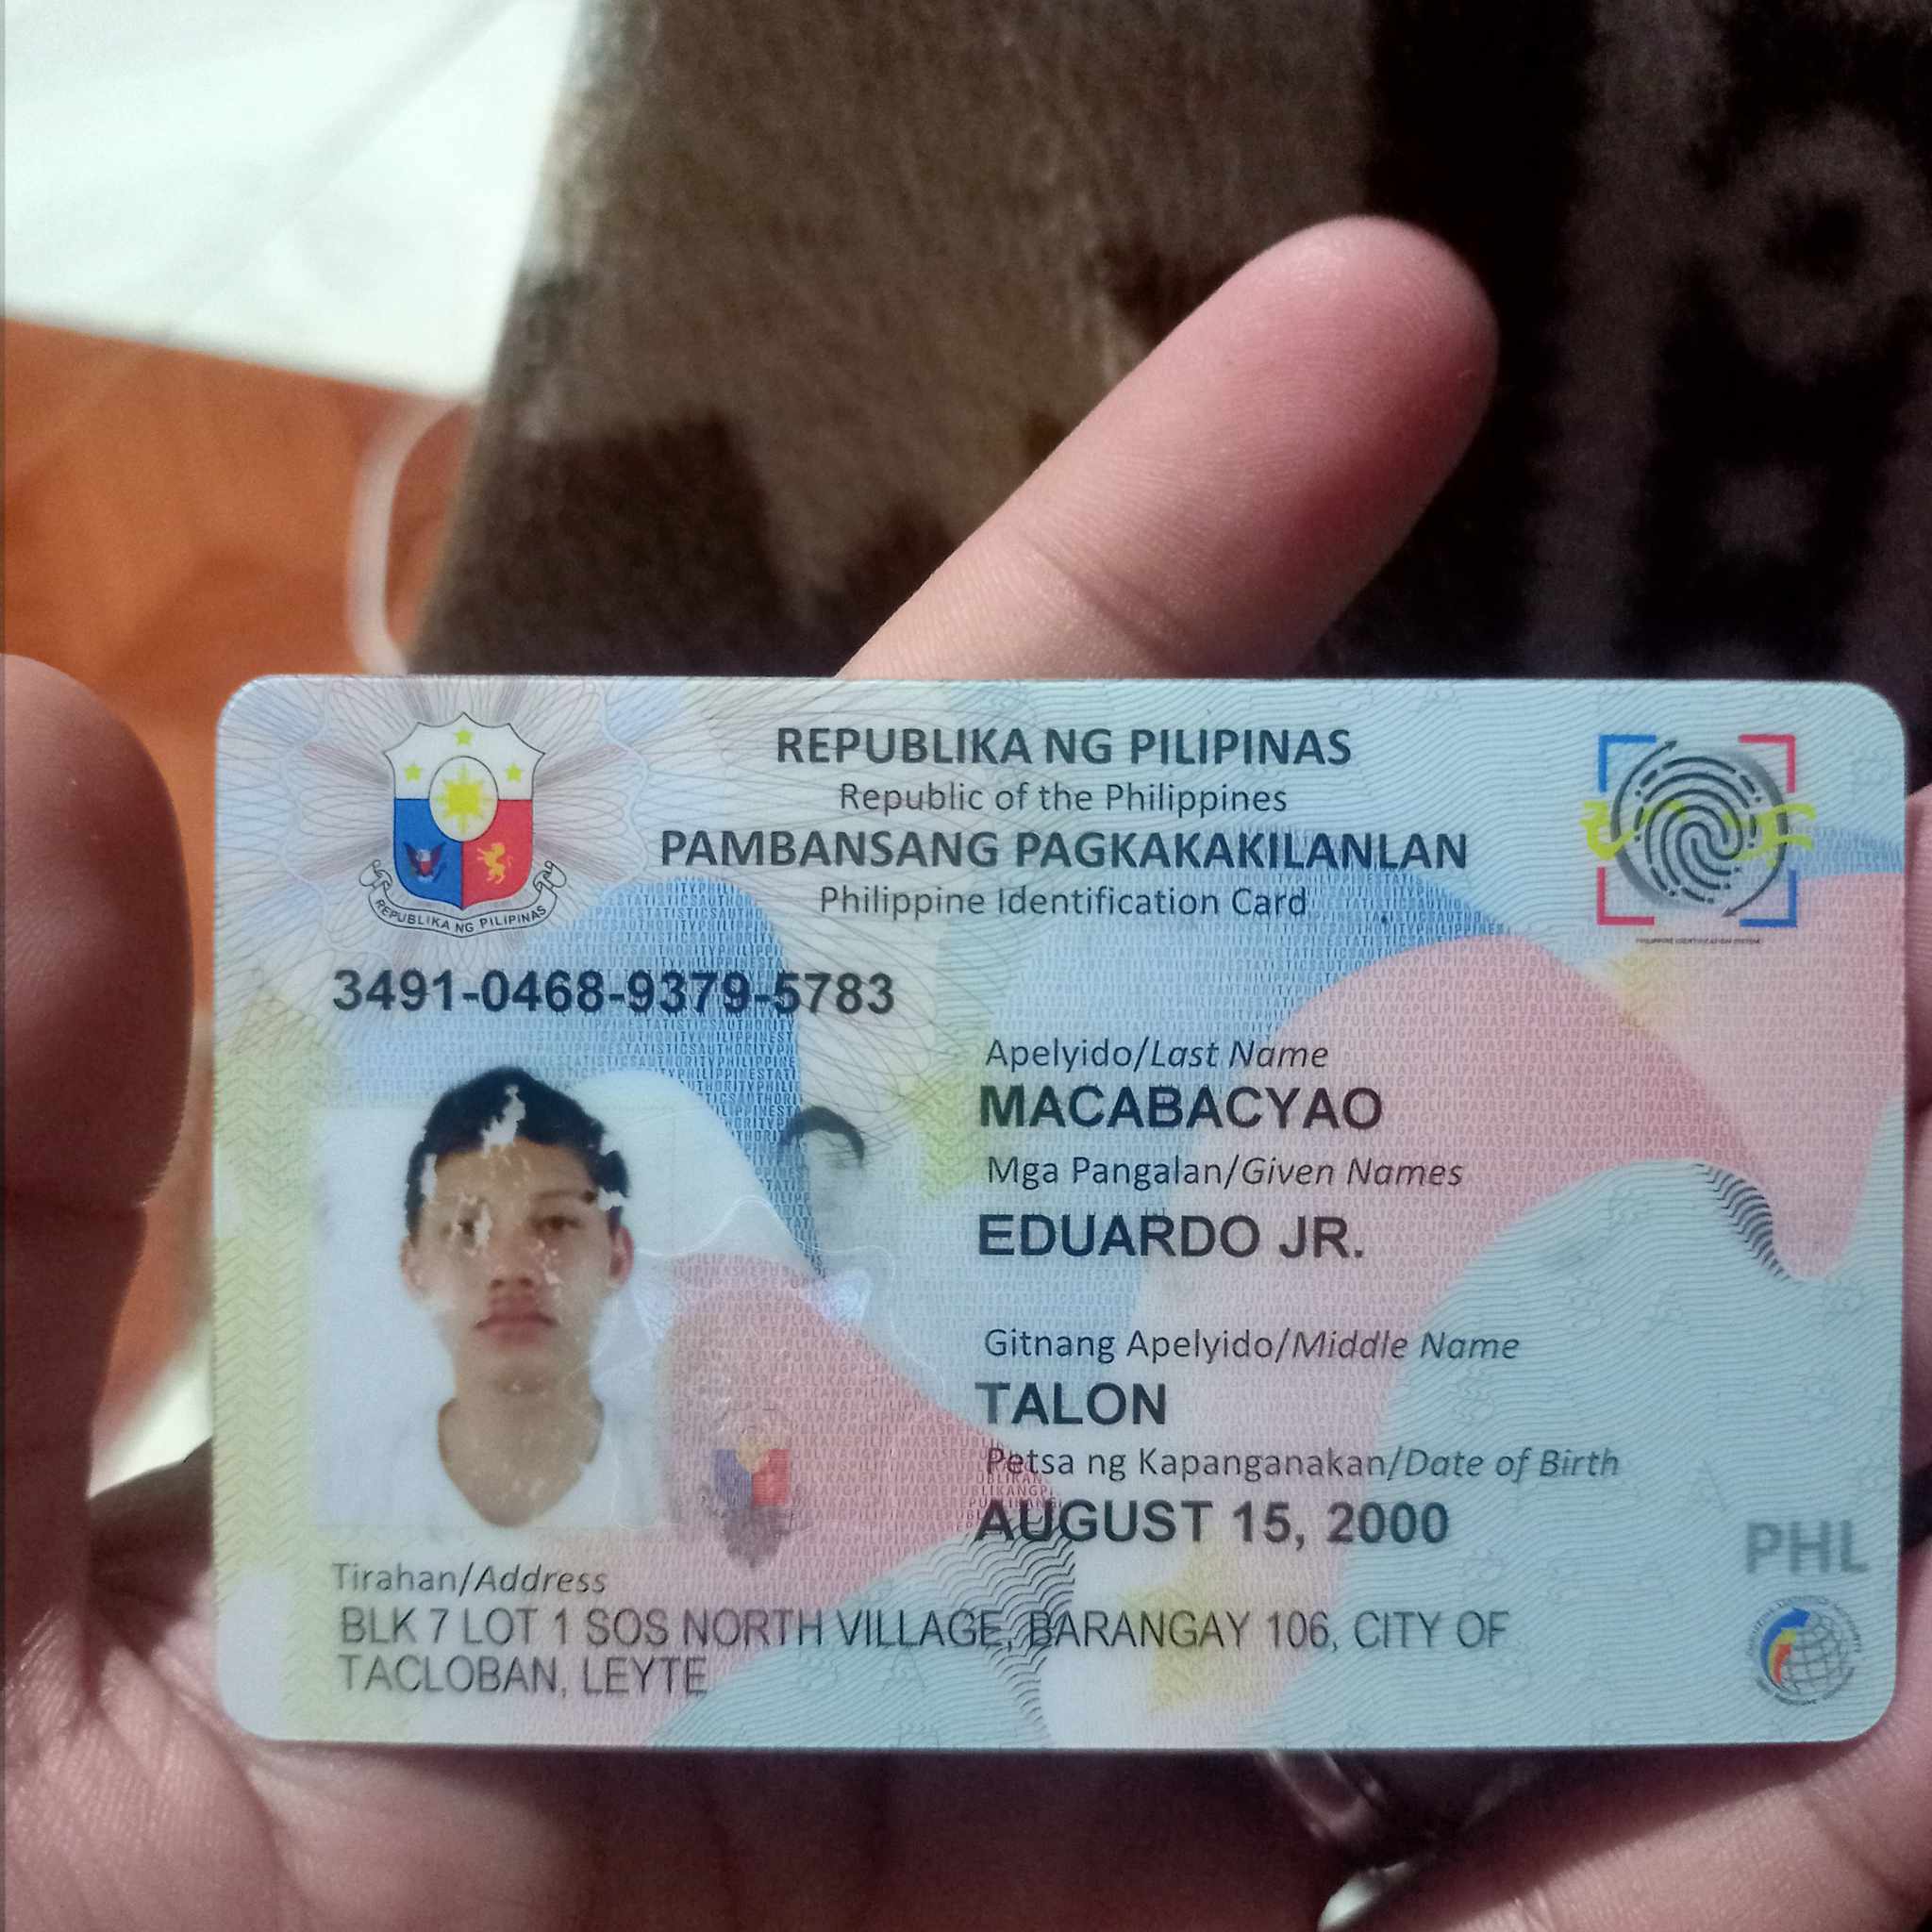 REPUBLIKA NG PILIPINAS
Republic of the Philippines
PAMBANSANG PAGKAKAKILANLAN
Philippine Identification Card
REPUBLIKA NG PILIPINAS
3491-0468-9379-5783
Apelyido/Last Name
MACABACYAO
Mga Pangalan/Given Names
EDUARDO JR.
Gitnang Apelyido/Middle Name
TALON
Petsa ng Kapanganakan/Date of Birth
AUGUST 15, 2000
PHL
Tirahan/Address
BLK 7 LOT 1 SOS NORTH VILLAGE, BARANGAY 106, CITY OF
TACLOBAN, LEYTE